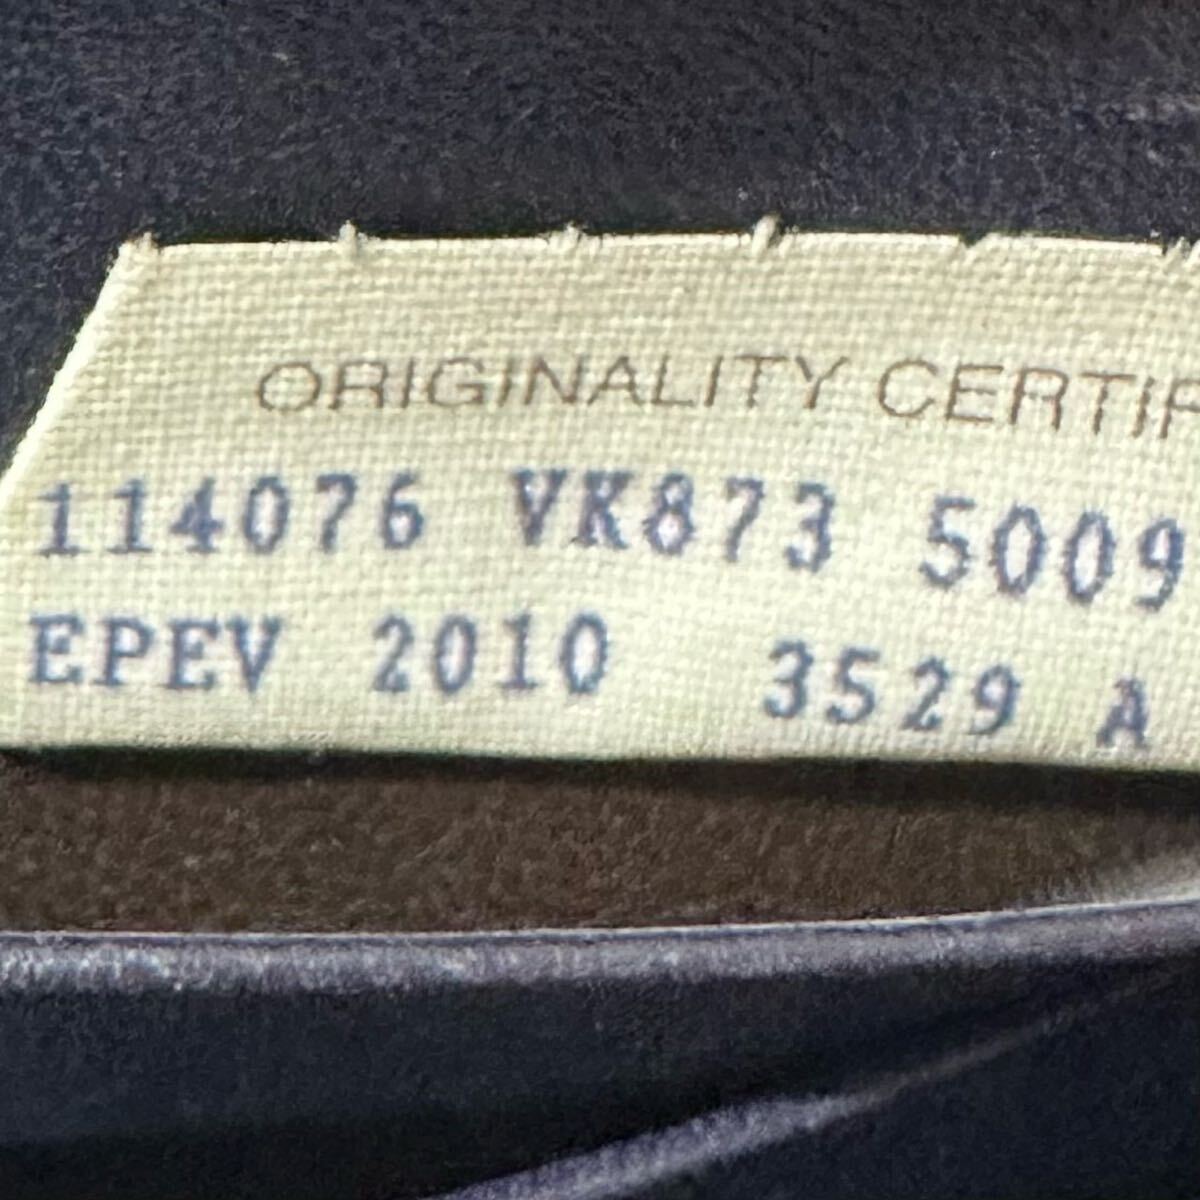 ORIGINALITY CERTIF
114076 VK873 5009
EPEV 2010 3529 A